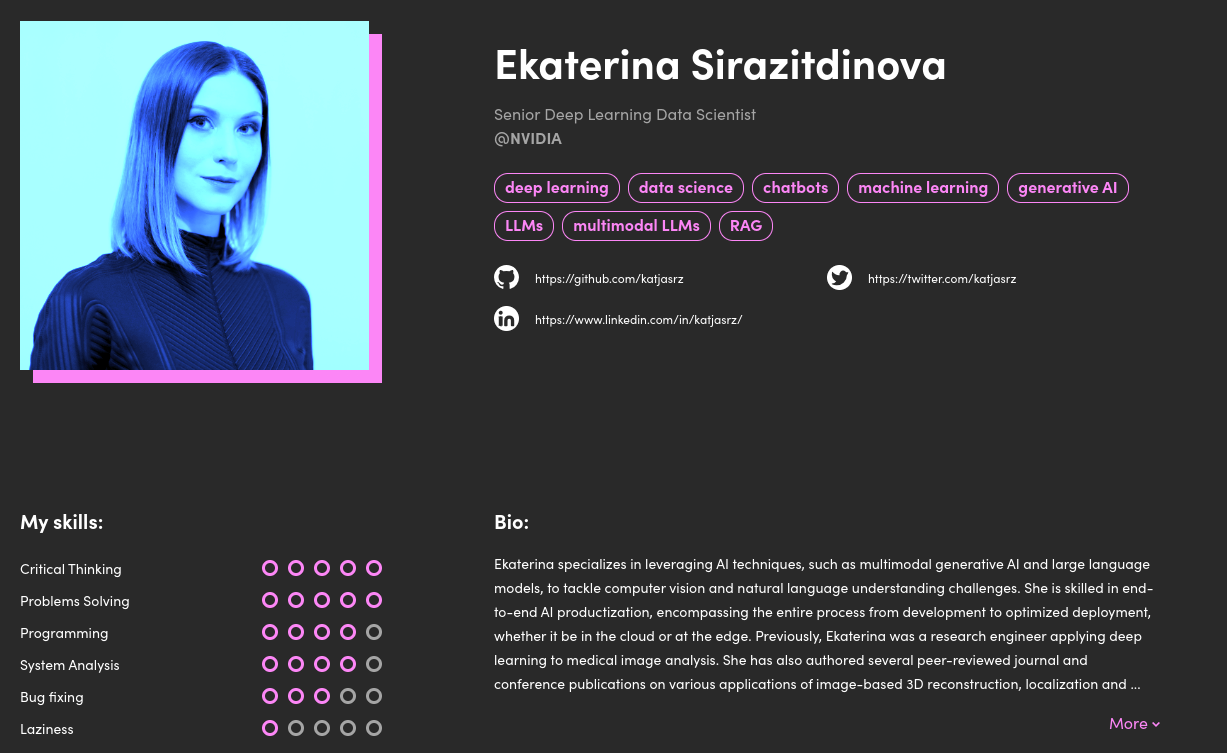 Ekaterina Sirazitdinova
Senior Deep Learning Data Scientist
@NVIDIA
deep learning data science chatbots machine learning generative AI
LLMs multimodal LLMs RAG
https://github.com/katjasrz https://twitter.com/katjasrz
https://www.linkedin.com/in/katjasrz/
My skills:
Critical Thinking
Problems Solving
Programming
System Analysis
Bug fixing
Laziness
Bio:
Ekaterina specializes in leveraging AI techniques, such as multimodal generative AI and large language
models, to tackle computer vision and natural language understanding challenges. She is skilled in end-
to-end AI productization, encompassing the entire process from development to optimized deployment,
whether it be in the cloud or at the edge. Previously, Ekaterina was a research engineer applying deep
learning to medical image analysis. She has also authored several peer-reviewed journal and
conference publications on various applications of image-based 3D reconstruction, localization and ...
More